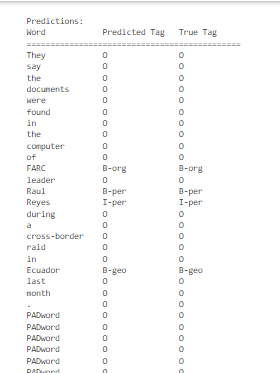 Predictions:
Word Predicted Tag True Tag
==============================================
They O O
say O O
the O O
documents O O
were O O
found O O
in O O
the O O
computer O O
of O O
FARC B-org B-org
leader O O
Raul B-per B-per
Reyes I-per I-per
during O O
a O O
cross-border O O
raid O O
in O O
Ecuador B-geo B-geo
last O O
month O O
. O O
PADword O O
PADword O O
PADword O O
PADword O O
PADword O O
PADword O O